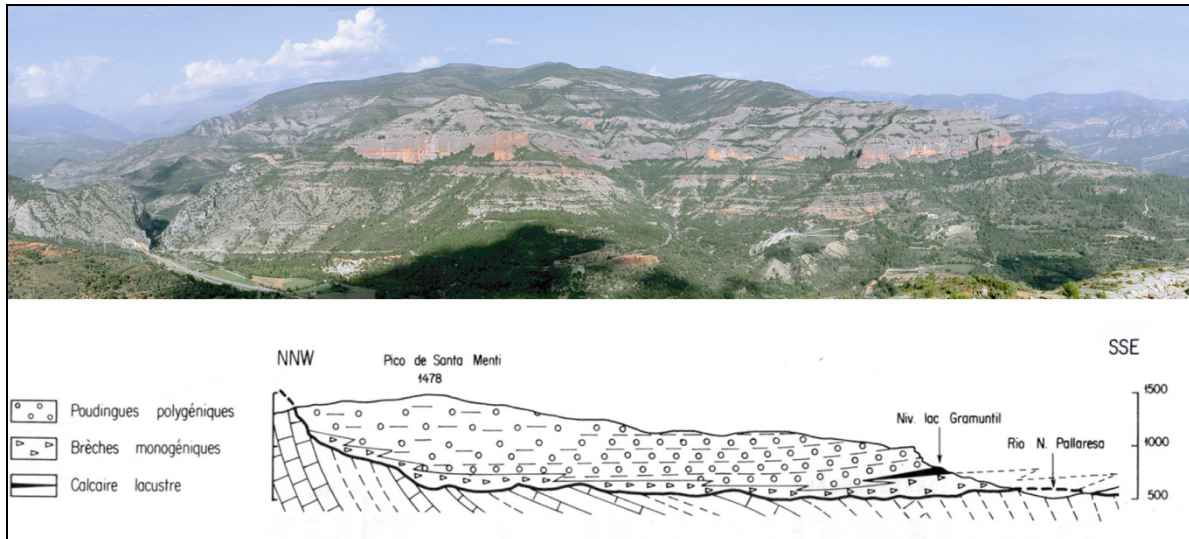 NNW
Pico de Santa Menti
1478
SSE
1500
Poudingues polygéniques
Niv. lac Gramuntil
Brèches monogéniques
Rio N. Pallaresa
1000
Calcaire lacustre
500